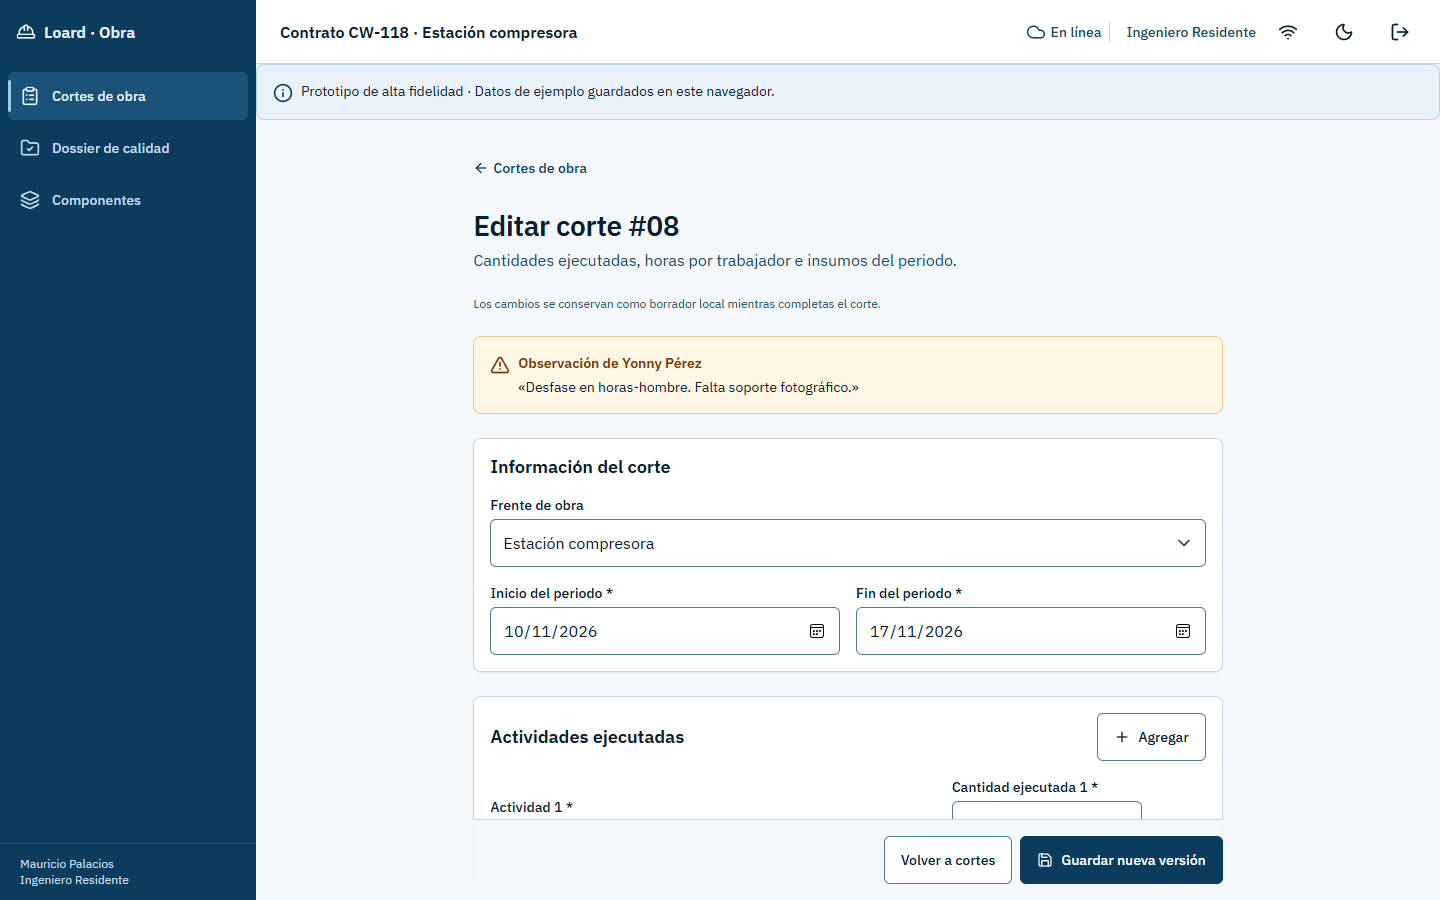 Loard · Obra
Contrato CW-118 · Estación compresora
En línea
Ingeniero Residente
Cortes de obra
Dossier de calidad
Componentes
Prototipo de alta fidelidad · Datos de ejemplo guardados en este navegador.
Cortes de obra
Editar corte #08
Cantidades ejecutadas, horas por trabajador e insumos del periodo.
Los cambios se conservan como borrador local mientras completas el corte.
Observación de Yonny Pérez
«Desfase en horas-hombre. Falta soporte fotográfico.»
Información del corte
Frente de obra
Estación compresora
Inicio del periodo *
Fin del periodo *
10/11/2026
17/11/2026
Actividades ejecutadas
Agregar
Cantidad ejecutada 1 *
Actividad 1 *
Volver a cortes
Guardar nueva versión
Mauricio Palacios
Ingeniero Residente